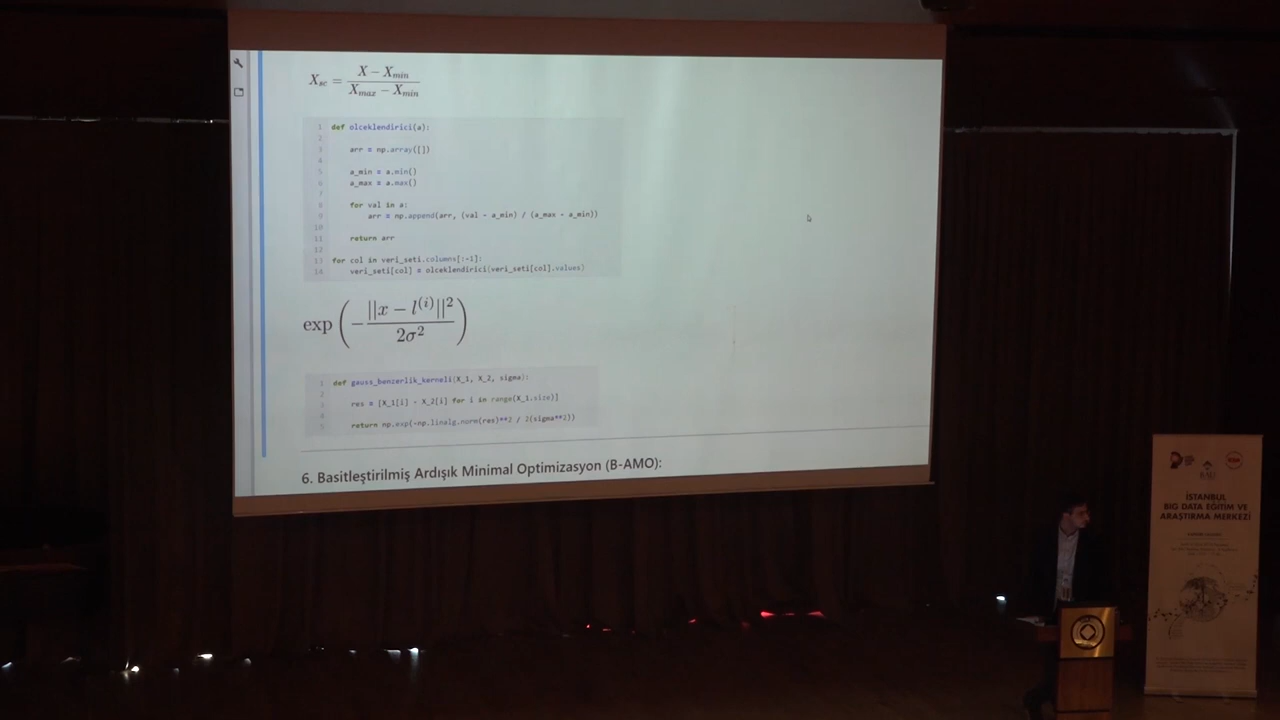 X_sc = (X − X_min) / (X_max − X_min)
1 def olceklendirici(a):
2
3 arr = np.array([])
4
5 a_min = a.min()
6 a_max = a.max()
7
8 for val in a:
9 arr = np.append(arr, (val - a_min) / (a_max - a_min))
10
11 return arr
12
13 for col in veri_seti.columns[:-1]:
14 veri_seti[col] = olceklendirici(veri_seti[col].values)
exp(−||x − l^(i)||² / 2σ²)
1 def gauss_benzerlik_kerneli(X_1, X_2, sigma):
2
3 res = [X_1[i] - X_2[i] for i in range(X_1.size)]
4
5 return np.exp(-np.linalg.norm(res)**2 / 2(sigma**2))
6. Basitleştirilmiş Ardışık Minimal Optimizasyon (B-AMO):
BAU
İSTANBUL
BIG DATA EĞİTİM VE
ARAŞTIRMA MERKEZİ